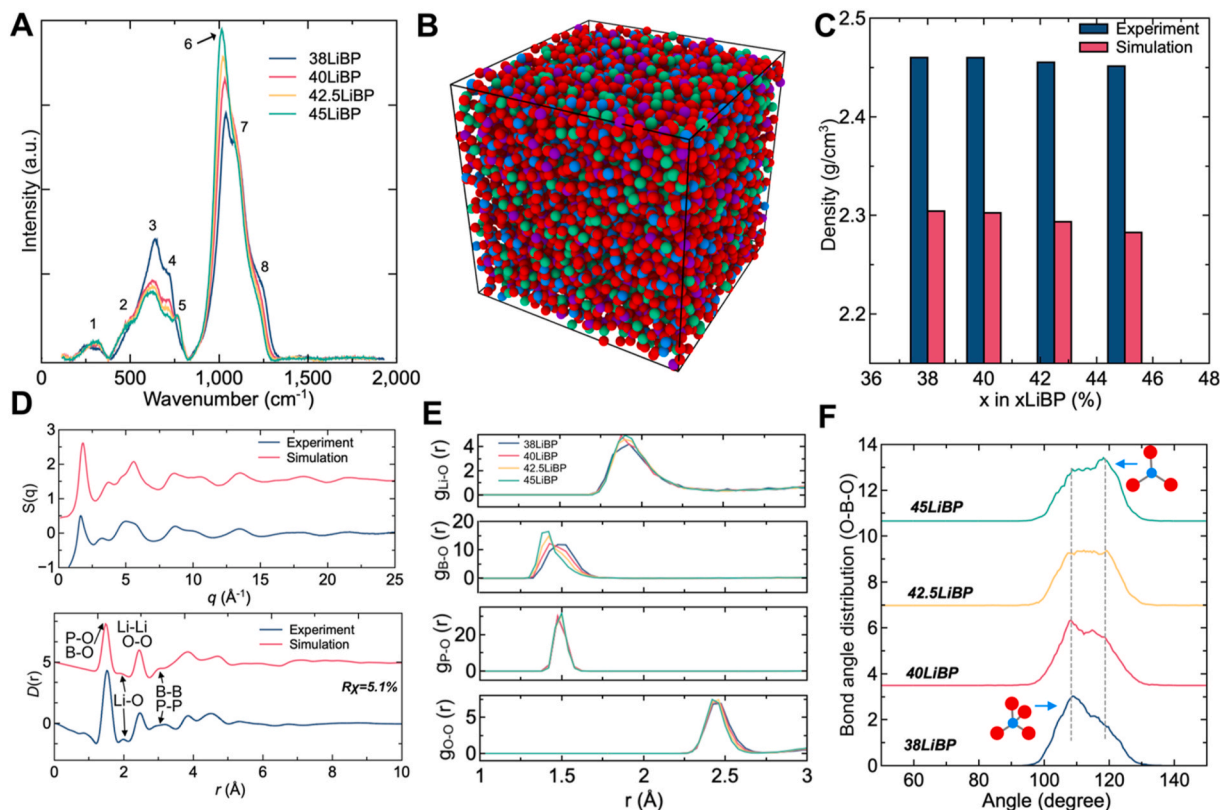 A
Intensity (a.u.)
6
7
3
4
8
2
5
1
38LiBP
40LiBP
42.5LiBP
45LiBP
0
500
1,000
1,500
2,000
Wavenumber (cm-1)
B
C
Experiment
Simulation
2.5
2.4
2.3
2.2
Density (g/cm3)
36
38
40
42
44
46
48
x in xLiBP (%)
D
3
2
1
0
-1
S(q)
Experiment
Simulation
0
5
10
15
20
25
q (Å-1)
P-O
B-O
Li-Li
O-O
Li-O
B-B
P-P
Experiment
Simulation
Rχ=5.1%
5
0
D(r)
0
2
4
6
8
10
r (Å)
E
38LiBP
40LiBP
42.5LiBP
45LiBP
4
2
0
gLi-O (r)
20
10
0
gB-O (r)
20
0
gP-O (r)
5
0
gO-O (r)
1
1.5
2
2.5
3
r (Å)
F
14
12
10
8
6
4
2
0
Bond angle distribution (O-B-O)
45LiBP
42.5LiBP
40LiBP
38LiBP
60
80
100
120
140
Angle (degree)